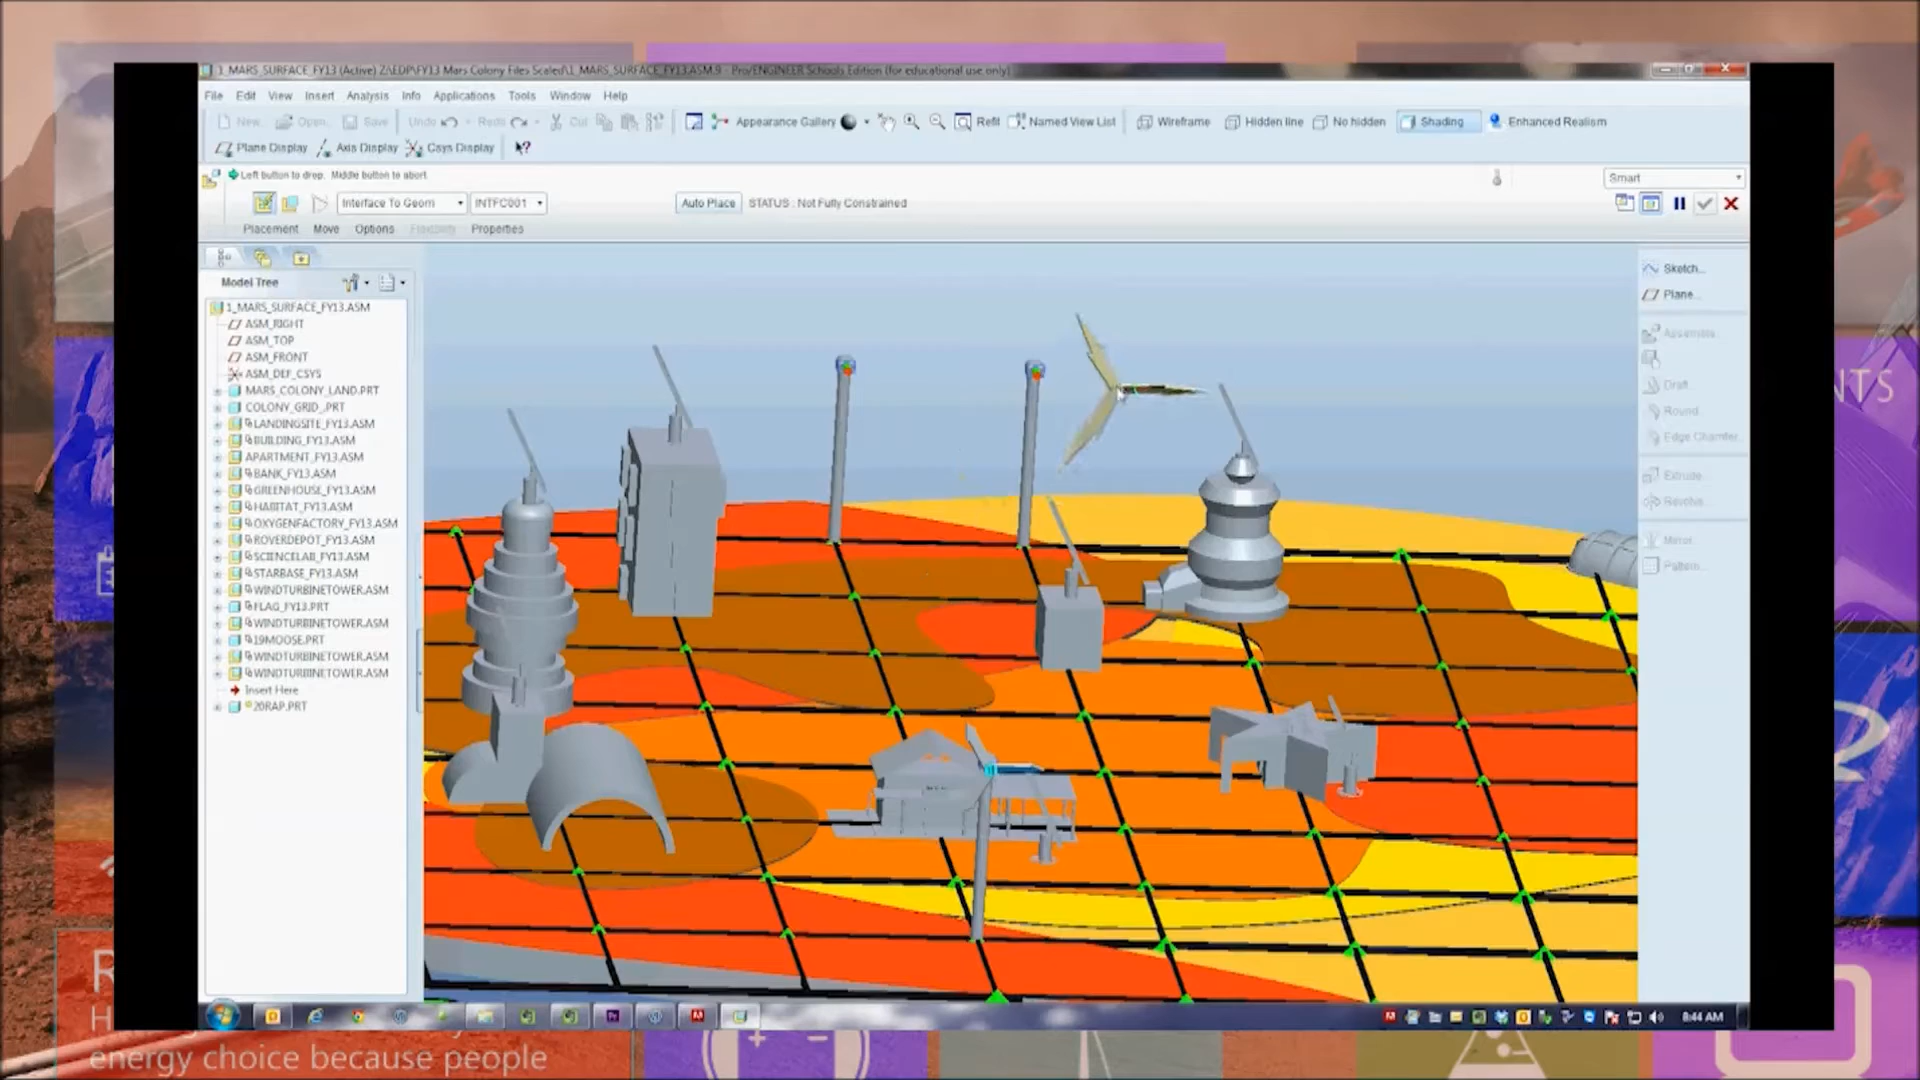 1_MARS_SURFACE_FY13 (Active) Z:\EDP\FY13 Mars Colony Files Scaled\1_MARS_SURFACE_FY13.ASM.9 - Pro/ENGINEER Schools Edition (for educational use only)
File Edit View Insert Analysis Info Applications Tools Window Help
New... Open... Save Undo Redo Cut Appearance Gallery Refit Named View List Wireframe Hidden line No hidden Shading Enhanced Realism
Plane Display Axis Display Csys Display
Left button to drop. Middle button to abort.
Smart
Interface To Geom INTFC001 Auto Place STATUS : Not Fully Constrained
Placement Move Options Flexibility Properties
Model Tree
1_MARS_SURFACE_FY13.ASM
ASM_RIGHT
ASM_TOP
ASM_FRONT
ASM_DEF_CSYS
MARS_COLONY_LAND.PRT
COLONY_GRID_.PRT
LANDINGSITE_FY13.ASM
BUILDING_FY13.ASM
APARTMENT_FY13.ASM
BANK_FY13.ASM
GREENHOUSE_FY13.ASM
HABITAT_FY13.ASM
OXYGENFACTORY_FY13.ASM
ROVERDEPOT_FY13.ASM
SCIENCELAB_FY13.ASM
STARBASE_FY13.ASM
WINDTURBINETOWER.ASM
FLAG_FY13.PRT
WINDTURBINETOWER.ASM
19MOOSE.PRT
WINDTURBINETOWER.ASM
WINDTURBINETOWER.ASM
Insert Here
20RAP.PRT
Sketch...
Plane...
Assemble...
Draft
Round
Edge Chamfer...
Extrude...
Revolve...
Mirror
Pattern...
NTS
R
H
energy choice because people
8:44 AM